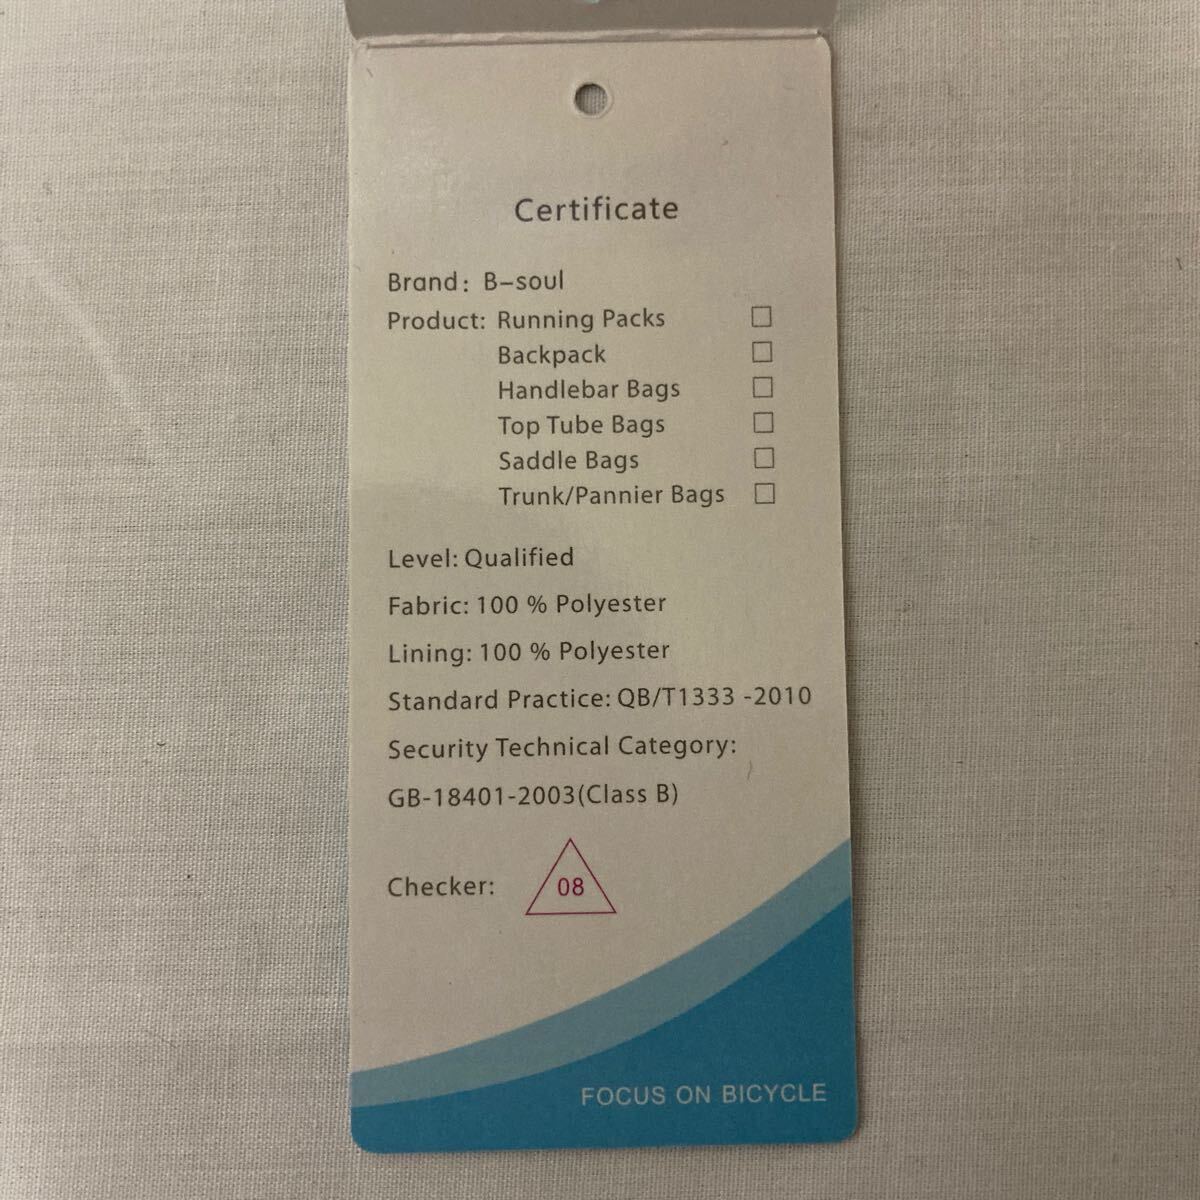 Certificate
Brand: B-soul
Product: Running Packs □
Backpack □
Handlebar Bags □
Top Tube Bags □
Saddle Bags □
Trunk/Pannier Bags □
Level: Qualified
Fabric: 100 % Polyester
Lining: 100 % Polyester
Standard Practice: QB/T1333 -2010
Security Technical Category:
GB-18401-2003(Class B)
Checker: 08
FOCUS ON BICYCLE